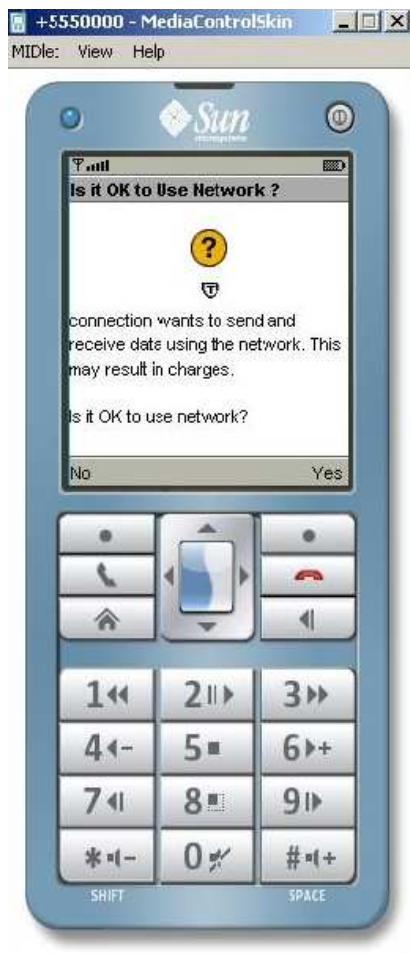 +5550000 - MediaControlSkin
MIDlet View Help
Sun
microsystems
Is it OK to Use Network ?
?
T
connection wants to send and
receive data using the network. This
may result in charges.
Is it OK to use network?
No Yes
1 2 3
4 - 5 6 +
7 8 9
* - 0 # +
SHIFT SPACE